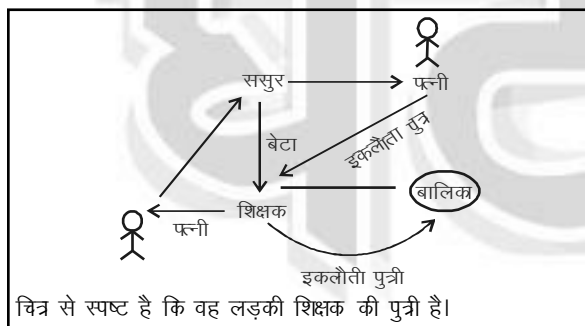 ससुर
पत्नी
बेटा
इकलौता पुत्र
बालिका
शिक्षक
पत्नी
इकलौती पुत्री
चित्र से स्पष्ट है कि वह लड़की शिक्षक की पुत्री है।